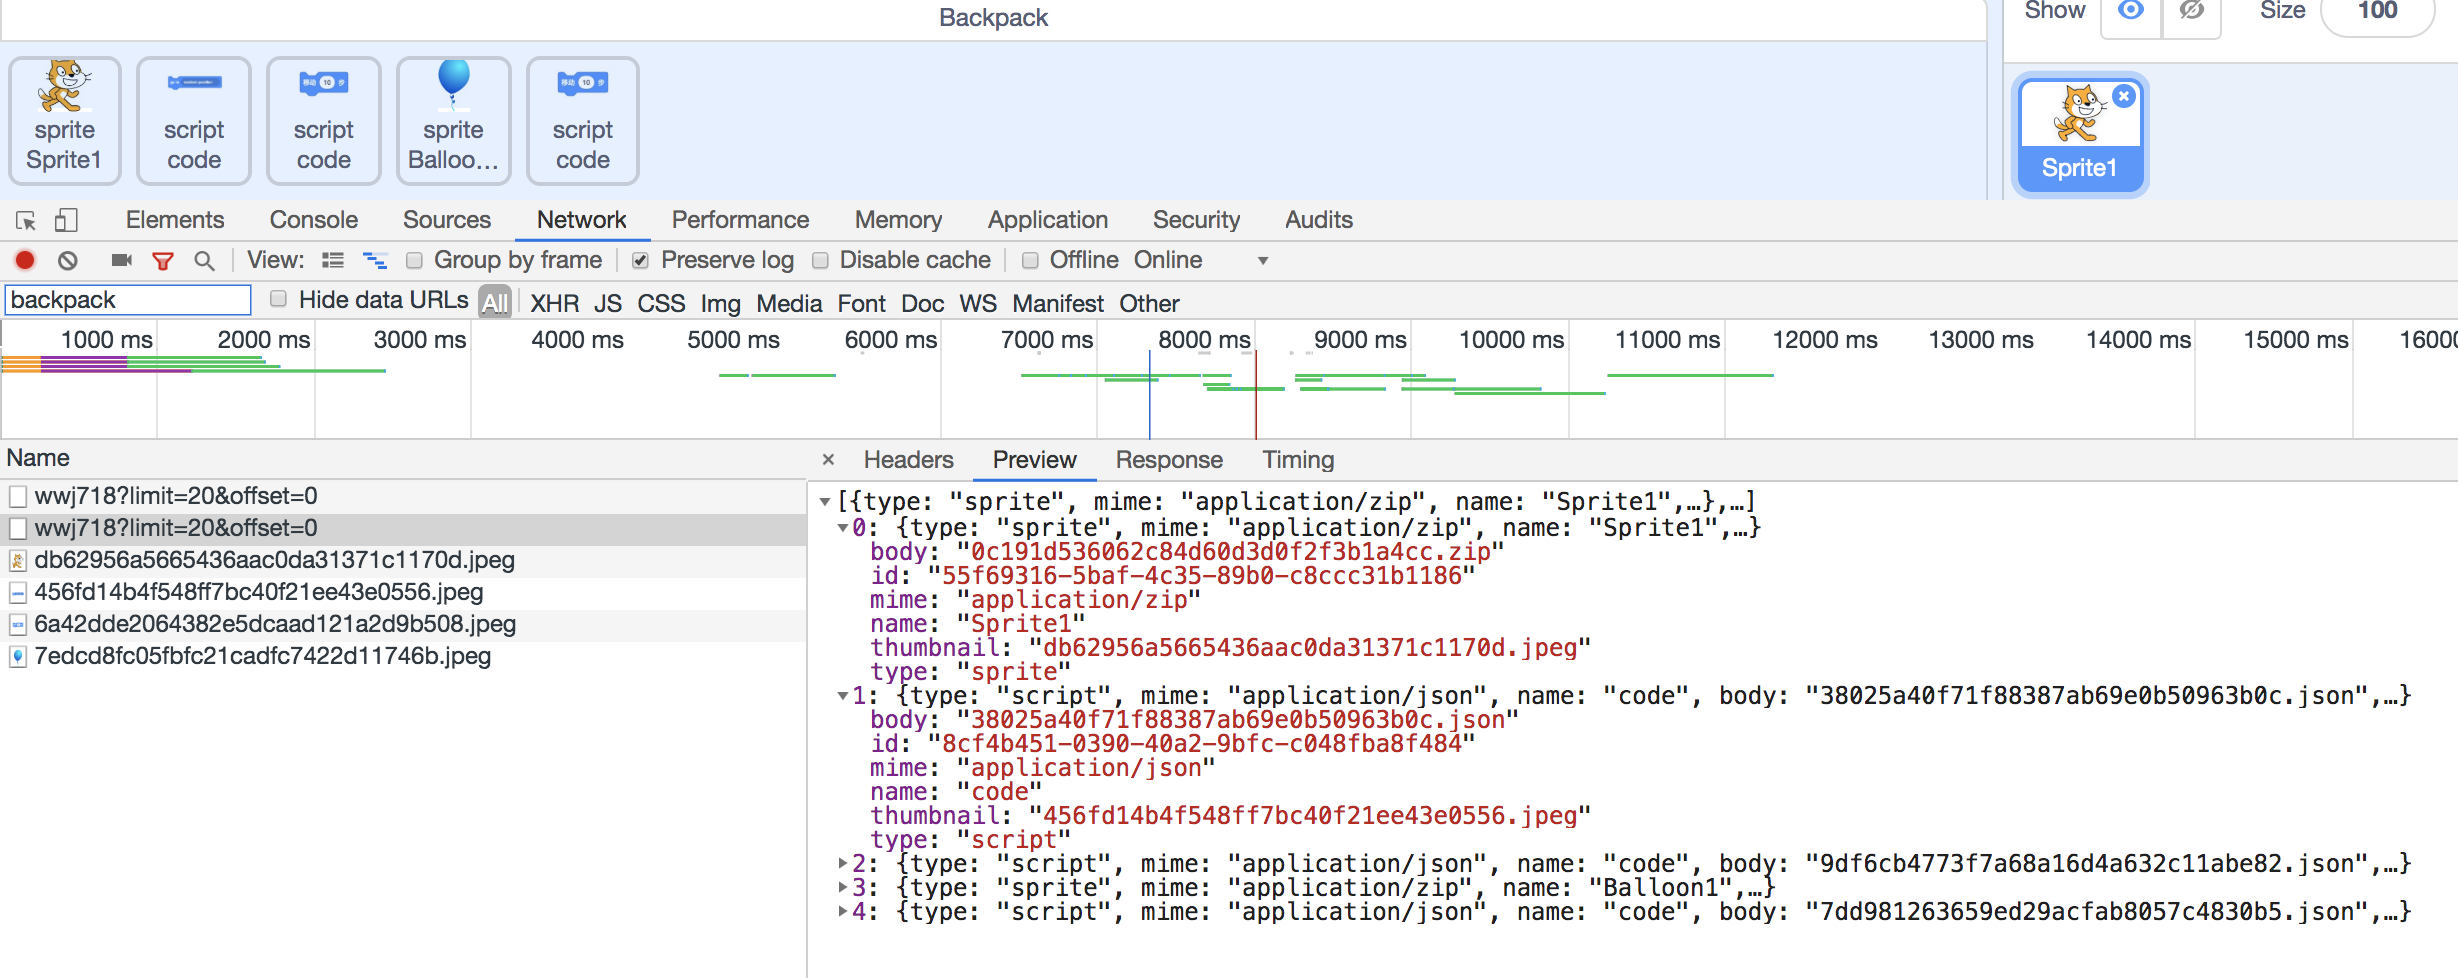 Backpack
Show Size 100
移动 10 步
移动 10 步
sprite script script sprite script
Sprite1 code code Balloo... code
Sprite1
Elements Console Sources Network Performance Memory Application Security Audits
View: Group by frame Preserve log Disable cache Offline Online
backpack Hide data URLs All XHR JS CSS Img Media Font Doc WS Manifest Other
1000 ms 2000 ms 3000 ms 4000 ms 5000 ms 6000 ms 7000 ms 8000 ms 9000 ms 10000 ms 11000 ms 12000 ms 13000 ms 14000 ms 15000 ms 16000
Name
wwj718?limit=20&offset=0
wwj718?limit=20&offset=0
db62956a5665436aac0da31371c1170d.jpeg
456fd14b4f548ff7bc40f21ee43e0556.jpeg
6a42dde2064382e5dcaad121a2d9b508.jpeg
7edcd8fc05fbfc21cadfc7422d11746b.jpeg
× Headers Preview Response Timing
[{type: "sprite", mime: "application/zip", name: "Sprite1",…},…]
0: {type: "sprite", mime: "application/zip", name: "Sprite1",…}
body: "0c191d536062c84d60d3d0f2f3b1a4cc.zip"
id: "55f69316-5baf-4c35-89b0-c8ccc31b1186"
mime: "application/zip"
name: "Sprite1"
thumbnail: "db62956a5665436aac0da31371c1170d.jpeg"
type: "sprite"
1: {type: "script", mime: "application/json", name: "code", body: "38025a40f71f88387ab69e0b50963b0c.json",…}
body: "38025a40f71f88387ab69e0b50963b0c.json"
id: "8cf4b451-0390-40a2-9bfc-c048fba8f484"
mime: "application/json"
name: "code"
thumbnail: "456fd14b4f548ff7bc40f21ee43e0556.jpeg"
type: "script"
2: {type: "script", mime: "application/json", name: "code", body: "9df6cb4773f7a68a16d4a632c11abe82.json",…}
3: {type: "sprite", mime: "application/zip", name: "Balloon1",…}
4: {type: "script", mime: "application/json", name: "code", body: "7dd981263659ed29acfab8057c4830b5.json",…}